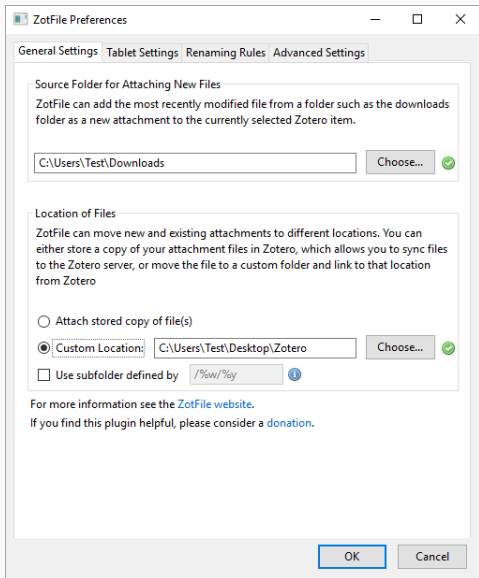 ZotFile Preferences
General Settings Tablet Settings Renaming Rules Advanced Settings
Source Folder for Attaching New Files
ZotFile can add the most recently modified file from a folder such as the downloads
folder as a new attachment to the currently selected Zotero item.
C:\Users\Test\Downloads Choose...
Location of Files
ZotFile can move new and existing attachments to different locations. You can
either store a copy of your attachment files in Zotero, which allows you to sync files
to the Zotero server, or move the file to a custom folder and link to that location
from Zotero
Attach stored copy of file(s)
Custom Location: C:\Users\Test\Desktop\Zotero Choose...
Use subfolder defined by /%w/%y
For more information see the ZotFile website.
If you find this plugin helpful, please consider a donation.
OK Cancel